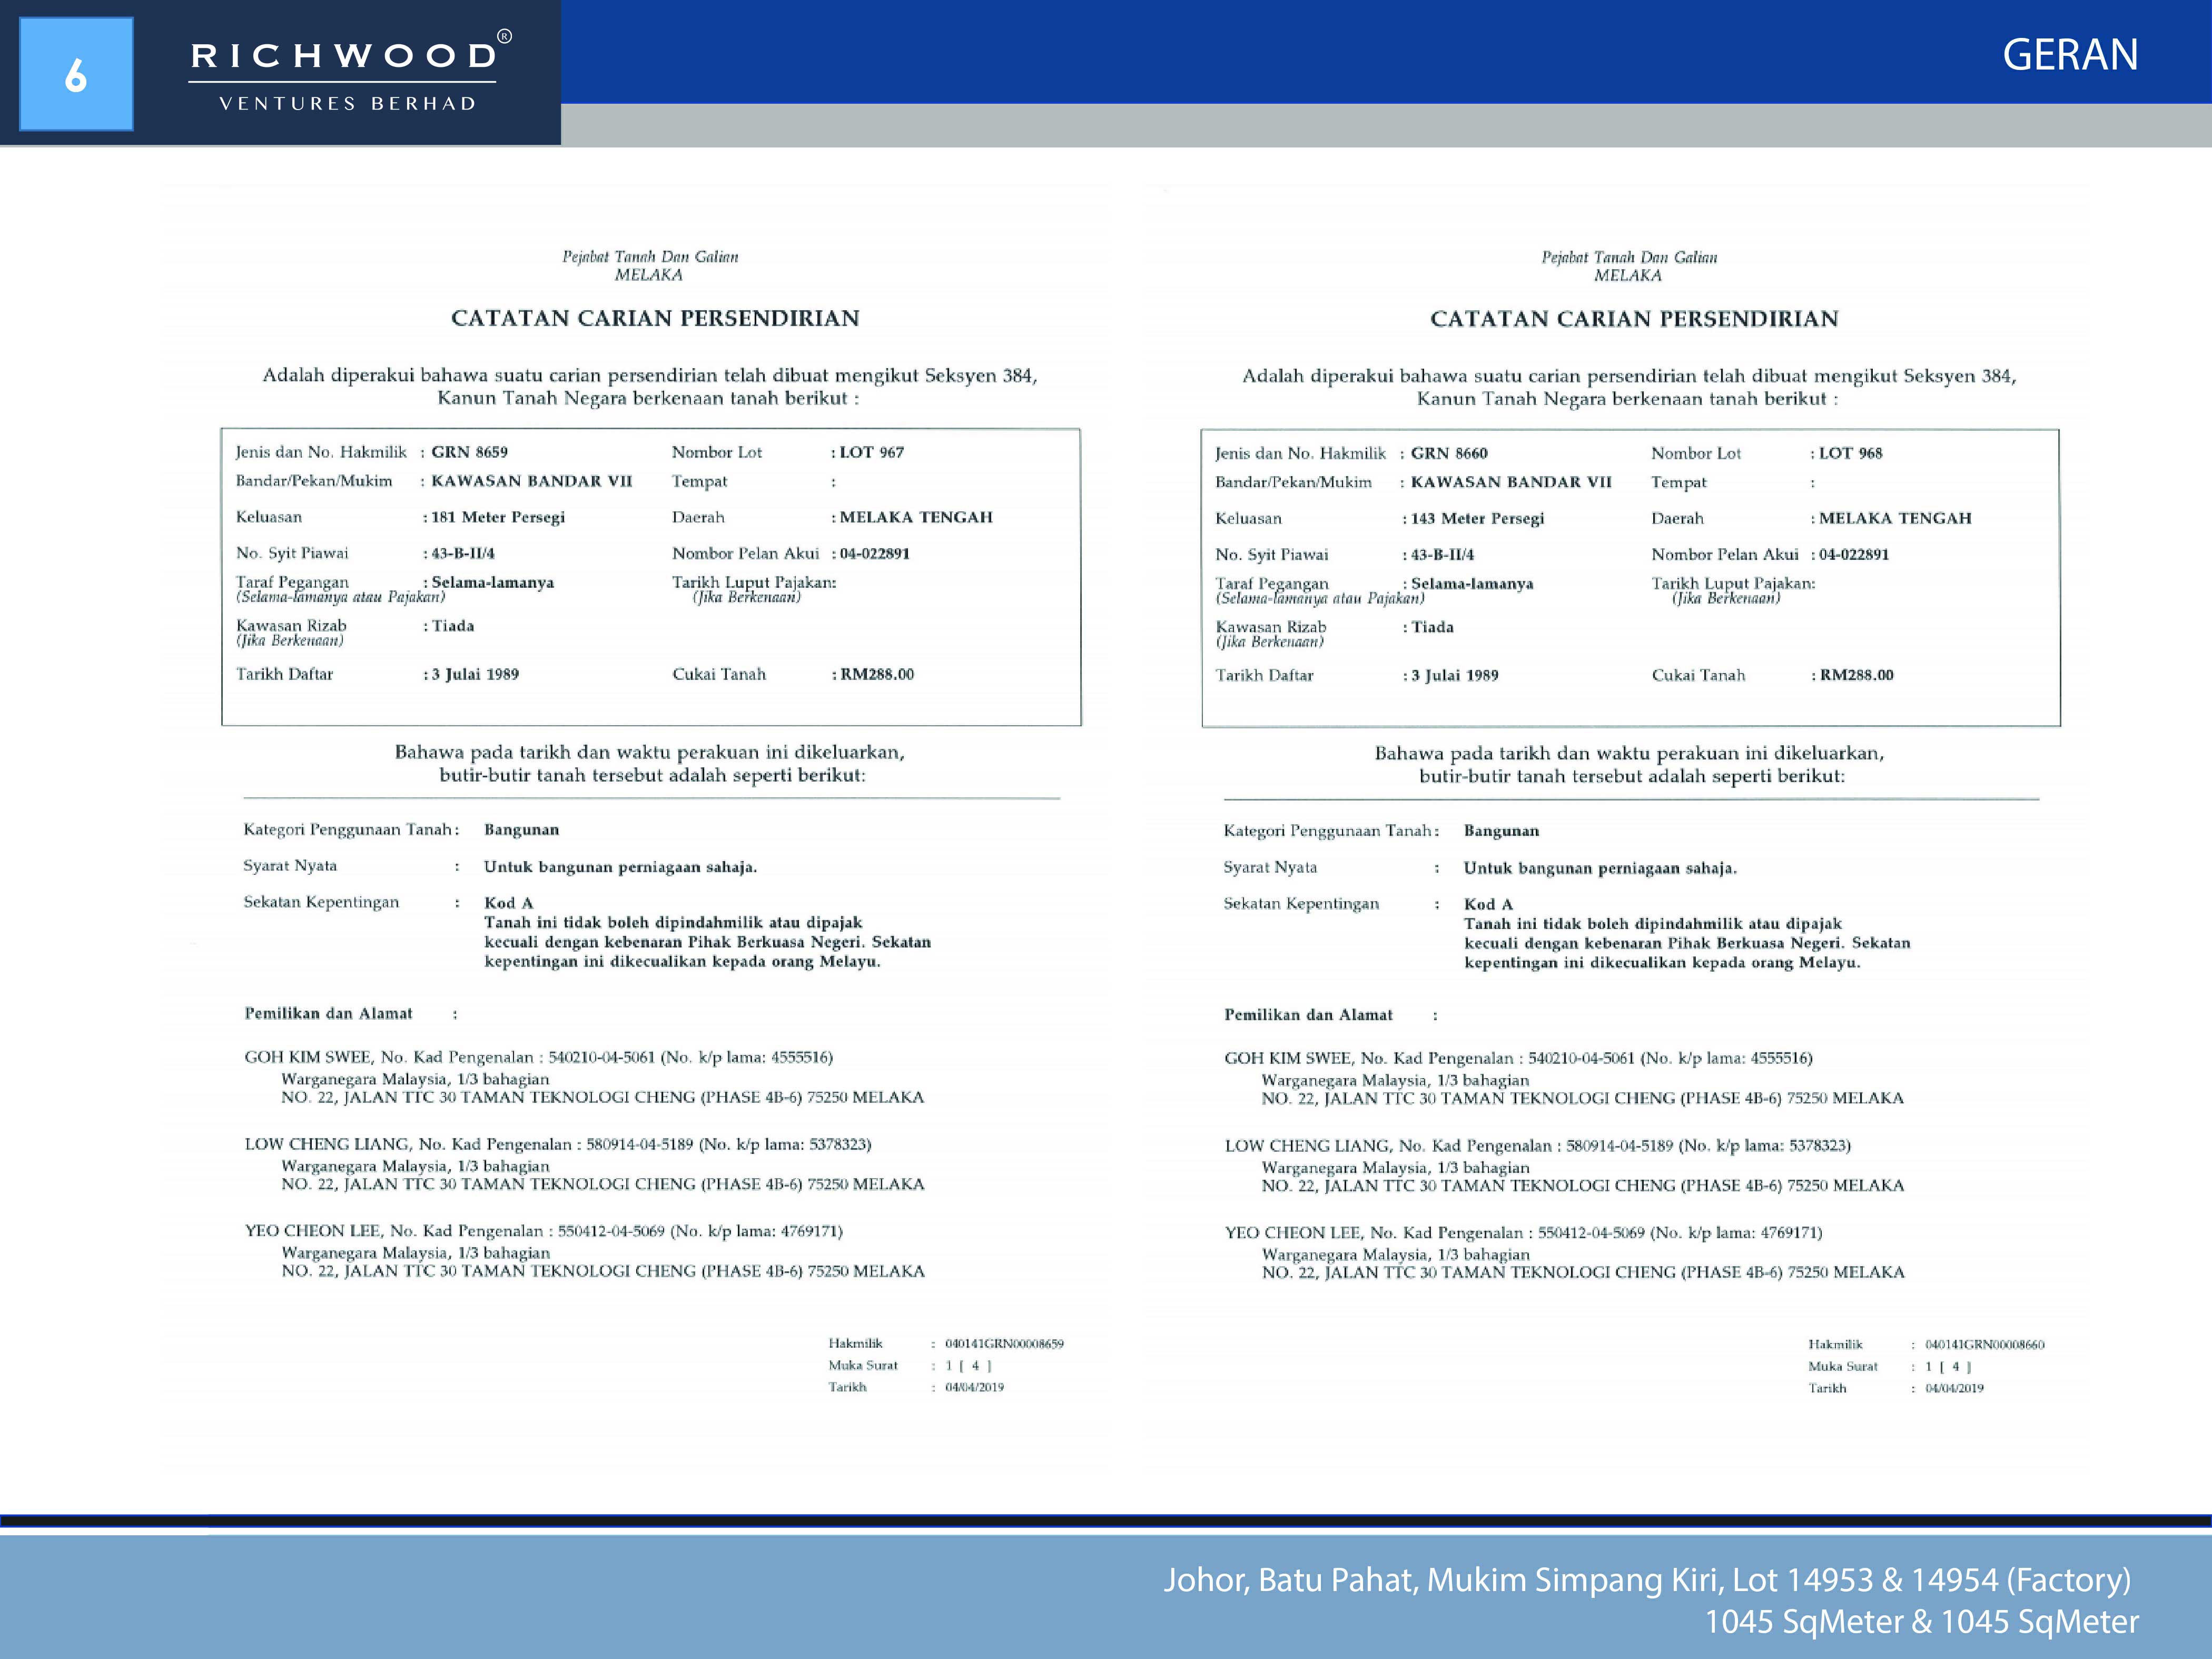 6
RICHWOOD®
VENTURES BERHAD
GERAN
Pejabat Tanah Dan Galian
MELAKA
CATATAN CARIAN PERSENDIRIAN
Adalah diperakui bahawa suatu carian persendirian telah dibuat mengikut Seksyen 384,
Kanun Tanah Negara berkenaan tanah berikut :
Jenis dan No. Hakmilik : GRN 8659 Nombor Lot : LOT 967
Bandar/Pekan/Mukim : KAWASAN BANDAR VII Tempat :
Keluasan : 181 Meter Persegi Daerah : MELAKA TENGAH
No. Syit Piawai : 43-B-II/4 Nombor Pelan Akui : 04-022891
Taraf Pegangan : Selama-lamanya Tarikh Luput Pajakan:
(Selama-lamanya atau Pajakan) (Jika Berkenaan)
Kawasan Rizab : Tiada
(Jika Berkenaan)
Tarikh Daftar : 3 Julai 1989 Cukai Tanah : RM288.00
Bahawa pada tarikh dan waktu perakuan ini dikeluarkan,
butir-butir tanah tersebut adalah seperti berikut:
Kategori Penggunaan Tanah : Bangunan
Syarat Nyata : Untuk bangunan perniagaan sahaja.
Sekatan Kepentingan : Kod A
Tanah ini tidak boleh dipindahmilik atau dipajak
kecuali dengan kebenaran Pihak Berkuasa Negeri. Sekatan
kepentingan ini dikecualikan kepada orang Melayu.
Pemilikan dan Alamat :
GOH KIM SWEE, No. Kad Pengenalan : 540210-04-5061 (No. k/p lama: 4555516)
Warganegara Malaysia, 1/3 bahagian
NO. 22, JALAN TTC 30 TAMAN TEKNOLOGI CHENG (PHASE 4B-6) 75250 MELAKA
LOW CHENG LIANG, No. Kad Pengenalan : 580914-04-5189 (No. k/p lama: 5378323)
Warganegara Malaysia, 1/3 bahagian
NO. 22, JALAN TTC 30 TAMAN TEKNOLOGI CHENG (PHASE 4B-6) 75250 MELAKA
YEO CHEON LEE, No. Kad Pengenalan : 550412-04-5069 (No. k/p lama: 4769171)
Warganegara Malaysia, 1/3 bahagian
NO. 22, JALAN TTC 30 TAMAN TEKNOLOGI CHENG (PHASE 4B-6) 75250 MELAKA
Hakmilik : 040141GRN00008659
Muka Surat : 1 [ 4 ]
Tarikh : 04/04/2019
Pejabat Tanah Dan Galian
MELAKA
CATATAN CARIAN PERSENDIRIAN
Adalah diperakui bahawa suatu carian persendirian telah dibuat mengikut Seksyen 384,
Kanun Tanah Negara berkenaan tanah berikut :
Jenis dan No. Hakmilik : GRN 8660 Nombor Lot : LOT 968
Bandar/Pekan/Mukim : KAWASAN BANDAR VII Tempat :
Keluasan : 143 Meter Persegi Daerah : MELAKA TENGAH
No. Syit Piawai : 43-B-II/4 Nombor Pelan Akui : 04-022891
Taraf Pegangan : Selama-lamanya Tarikh Luput Pajakan:
(Selama-lamanya atau Pajakan) (Jika Berkenaan)
Kawasan Rizab : Tiada
(Jika Berkenaan)
Tarikh Daftar : 3 Julai 1989 Cukai Tanah : RM288.00
Bahawa pada tarikh dan waktu perakuan ini dikeluarkan,
butir-butir tanah tersebut adalah seperti berikut:
Kategori Penggunaan Tanah : Bangunan
Syarat Nyata : Untuk bangunan perniagaan sahaja.
Sekatan Kepentingan : Kod A
Tanah ini tidak boleh dipindahmilik atau dipajak
kecuali dengan kebenaran Pihak Berkuasa Negeri. Sekatan
kepentingan ini dikecualikan kepada orang Melayu.
Pemilikan dan Alamat :
GOH KIM SWEE, No. Kad Pengenalan : 540210-04-5061 (No. k/p lama: 4555516)
Warganegara Malaysia, 1/3 bahagian
NO. 22, JALAN TTC 30 TAMAN TEKNOLOGI CHENG (PHASE 4B-6) 75250 MELAKA
LOW CHENG LIANG, No. Kad Pengenalan : 580914-04-5189 (No. k/p lama: 5378323)
Warganegara Malaysia, 1/3 bahagian
NO. 22, JALAN TTC 30 TAMAN TEKNOLOGI CHENG (PHASE 4B-6) 75250 MELAKA
YEO CHEON LEE, No. Kad Pengenalan : 550412-04-5069 (No. k/p lama: 4769171)
Warganegara Malaysia, 1/3 bahagian
NO. 22, JALAN TTC 30 TAMAN TEKNOLOGI CHENG (PHASE 4B-6) 75250 MELAKA
Hakmilik : 040141GRN00008660
Muka Surat : 1 [ 4 ]
Tarikh : 04/04/2019
Johor, Batu Pahat, Mukim Simpang Kiri, Lot 14953 & 14954 (Factory)
1045 SqMeter & 1045 SqMeter